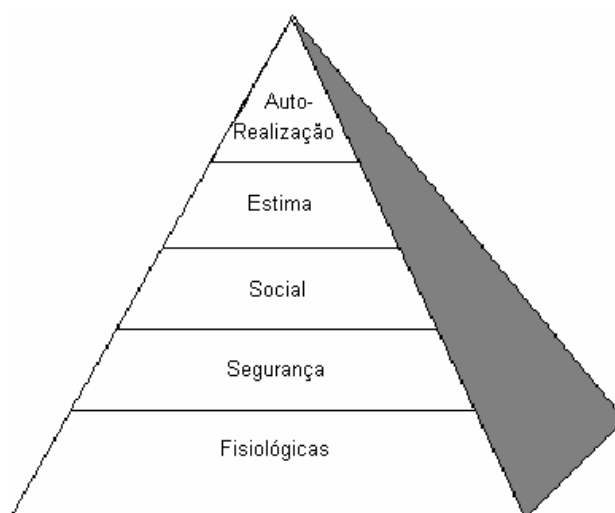 Auto-
Realização
Estima
Social
Segurança
Fisiológicas